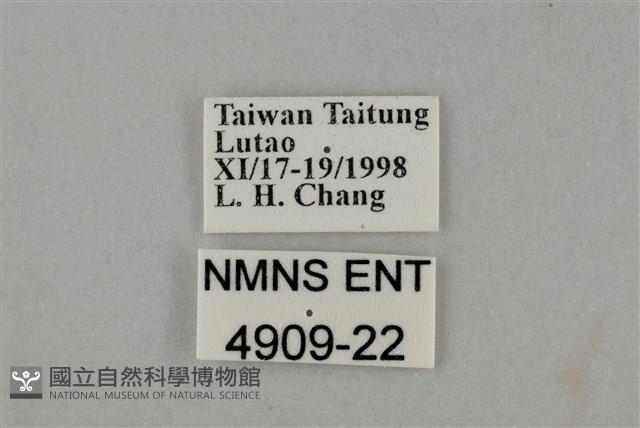 Taiwan Taitung
Lutao
XI/17-19/1998
L. H. Chang
NMNS ENT
4909-22
國立自然科學博物館
NATIONAL MUSEUM OF NATURAL SCIENCE